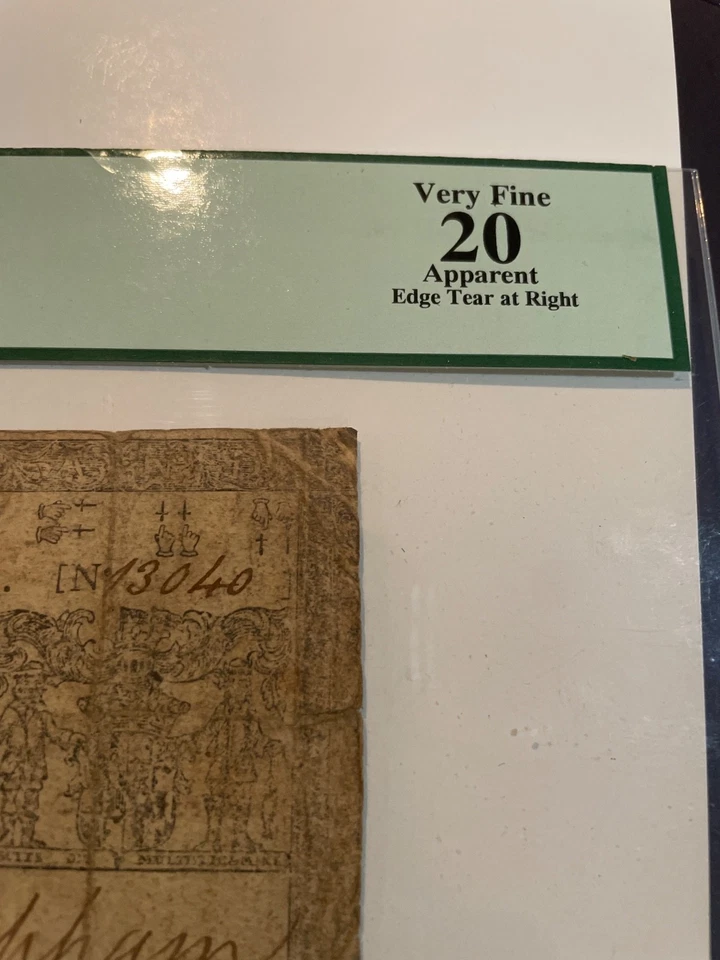 Very Fine
20
Apparent
Edge Tear at Right
. [N 13040